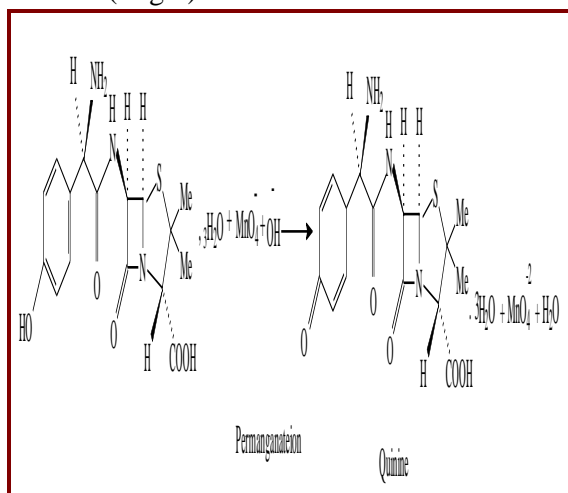 H NH2 H NH2
H H H H H H
N N
S S
Me Me
Me Me
. 3H2O + MnO4- + OH-
N N
-2
. 3H2O + MnO4 + H2O
O O
HO O O O
H COOH H COOH
Permanganateion
Quinine